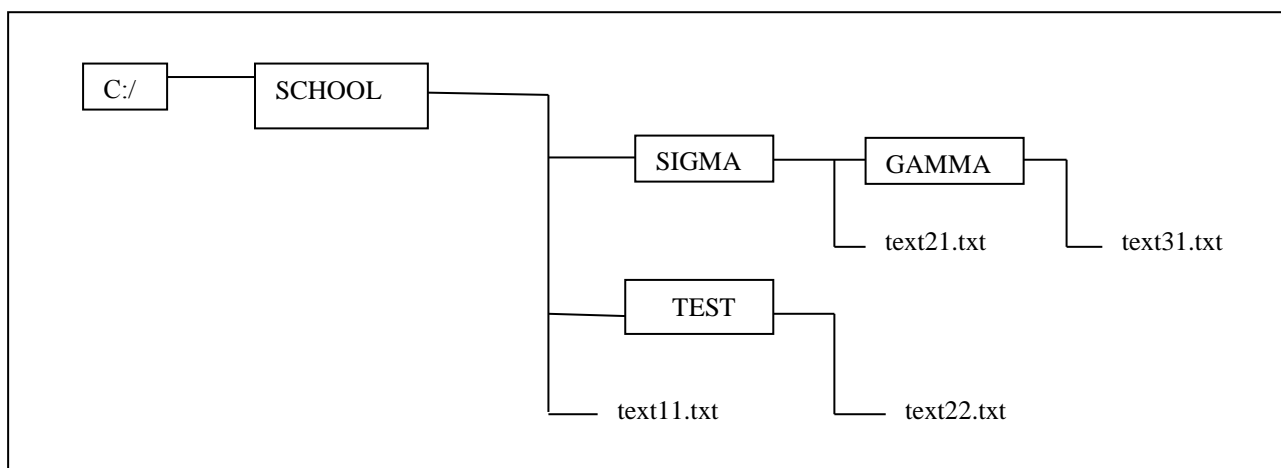 C:/
SCHOOL
SIGMA
GAMMA
text21.txt
text31.txt
TEST
text11.txt
text22.txt